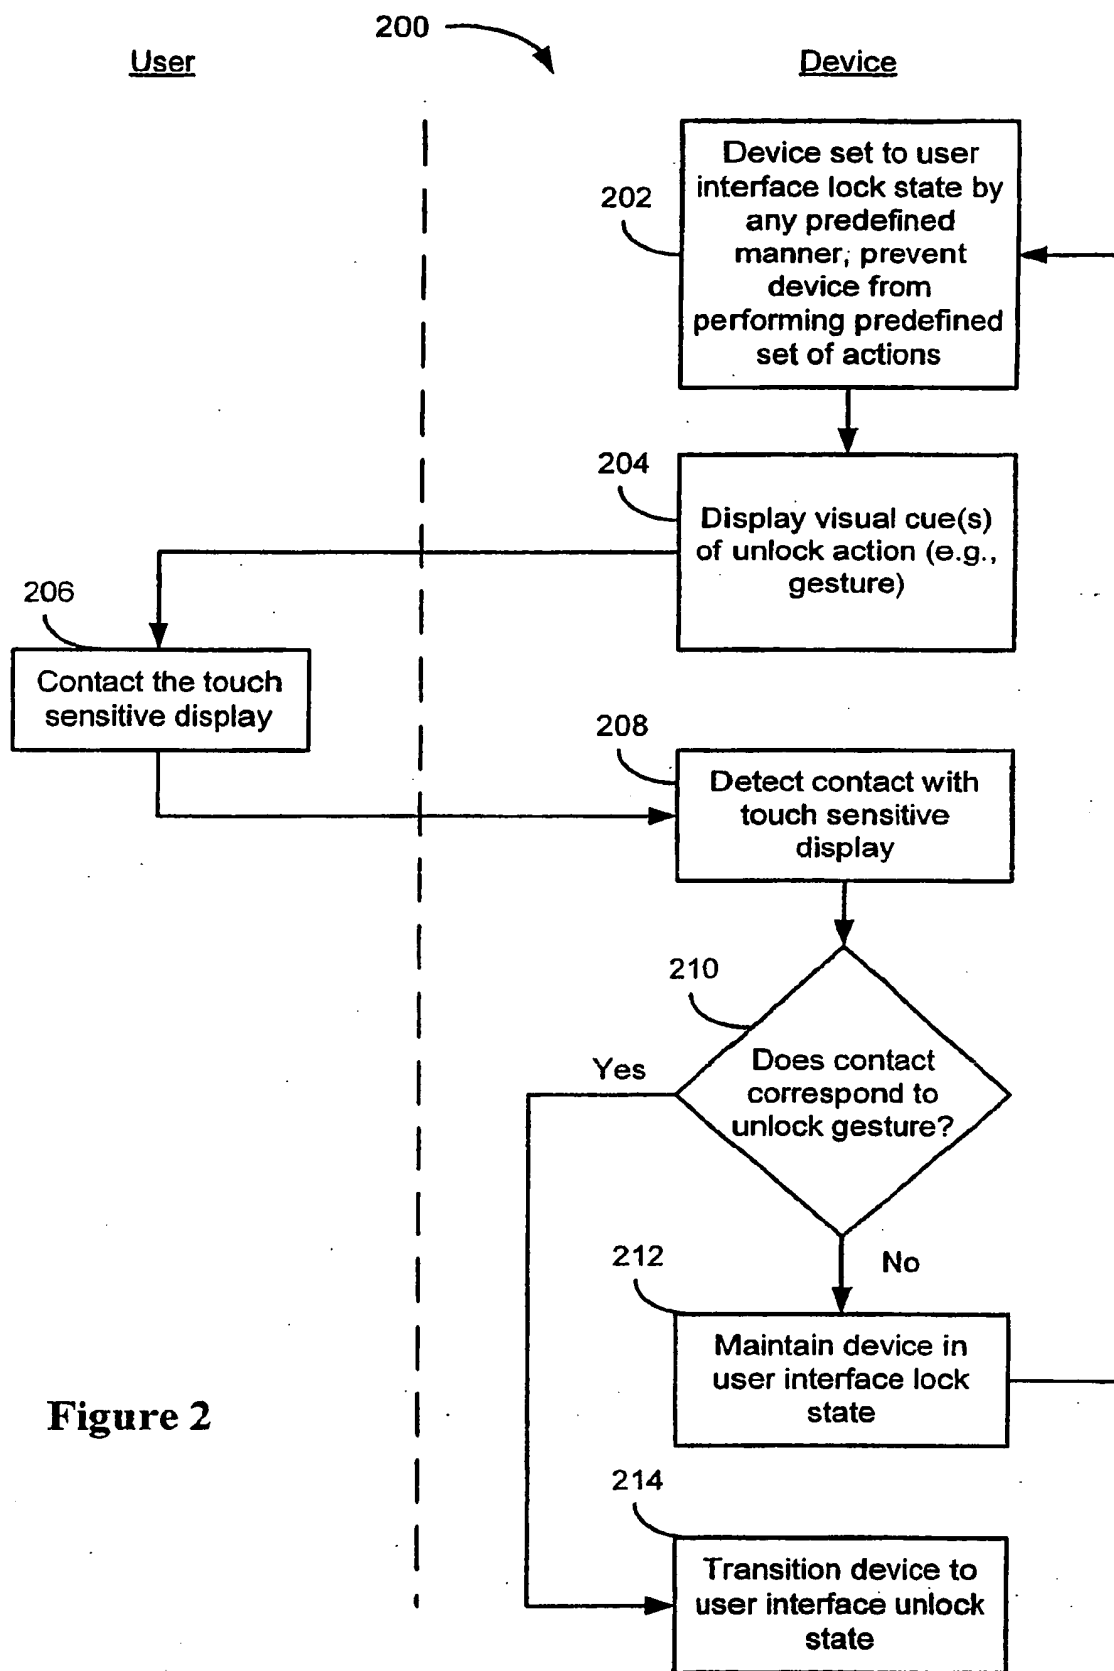 200
User
Device
202
Device set to user
interface lock state by
any predefined
manner; prevent
device from
performing predefined
set of actions
204
Display visual cue(s)
of unlock action (e.g.,
gesture)
206
Contact the touch
sensitive display
208
Detect contact with
touch sensitive
display
210
Does contact
correspond to
unlock gesture?
Yes
No
212
Maintain device in
user interface lock
state
Figure 2
214
Transition device to
user interface unlock
state